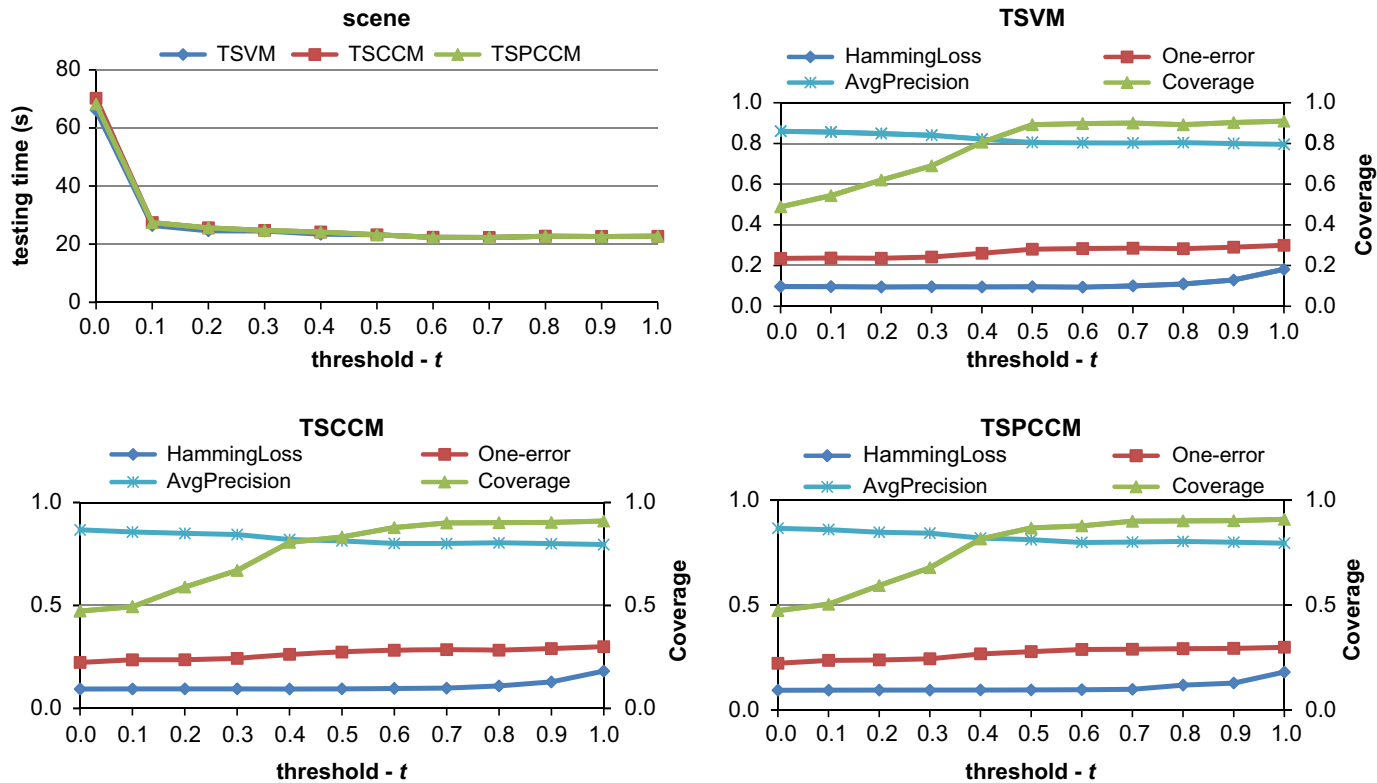 scene
TSVM TSCCM TSPCCM
testing time (s)
80
60
40
20
0
0.0 0.1 0.2 0.3 0.4 0.5 0.6 0.7 0.8 0.9 1.0
threshold - t
TSVM
HammingLoss One-error
AvgPrecision Coverage
1.0 1.0
0.8 0.8
0.6 0.6
0.4 0.4
0.2 0.2
0.0 0.0
Coverage
0.0 0.1 0.2 0.3 0.4 0.5 0.6 0.7 0.8 0.9 1.0
threshold - t
TSCCM
HammingLoss One-error
AvgPrecision Coverage
1.0 1.0
0.5 0.5
0.0 0.0
Coverage
0.0 0.1 0.2 0.3 0.4 0.5 0.6 0.7 0.8 0.9 1.0
threshold - t
TSPCCM
HammingLoss One-error
AvgPrecision Coverage
1.0 1.0
0.5 0.5
0.0 0.0
Coverage
0.0 0.1 0.2 0.3 0.4 0.5 0.6 0.7 0.8 0.9 1.0
threshold - t